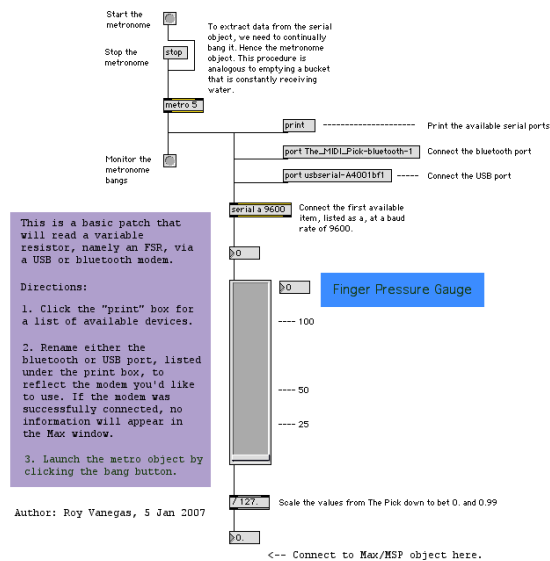 Start the
metronome
To extract data from the serial
object, we need to continually
bang it. Hence the metronome
object. This procedure is
analogous to emptying a bucket
that is constantly receiving
water.
Stop the
metronome
stop
metro 5
print
Print the available serial ports
Monitor the
metronome
bangs
port The_MIDI_Pick-bluetooth-1
Connect the bluetooth port
port usbserial-A4001bf1
Connect the USB port
serial a 9600
Connect the first available
item, listed as a, at a baud
rate of 9600.
This is a basic patch that
will read a variable
resistor, namely an FSR, via
a USB or bluetooth modem.
Directions:
1. Click the "print" box for
a list of available devices.
2. Rename either the
bluetooth or USB port, listed
under the print box, to
reflect the modem you'd like
to use. If the modem was
successfully connected, no
information will appear in
the Max window.
3. Launch the metro object by
clicking the bang button.
0
0
Finger Pressure Gauge
---- 100
---- 50
---- 25
/ 127.
Scale the values from The Pick down to bet 0. and 0.99
Author: Roy Vanegas, 5 Jan 2007
0.
<-- Connect to Max/MSP object here.